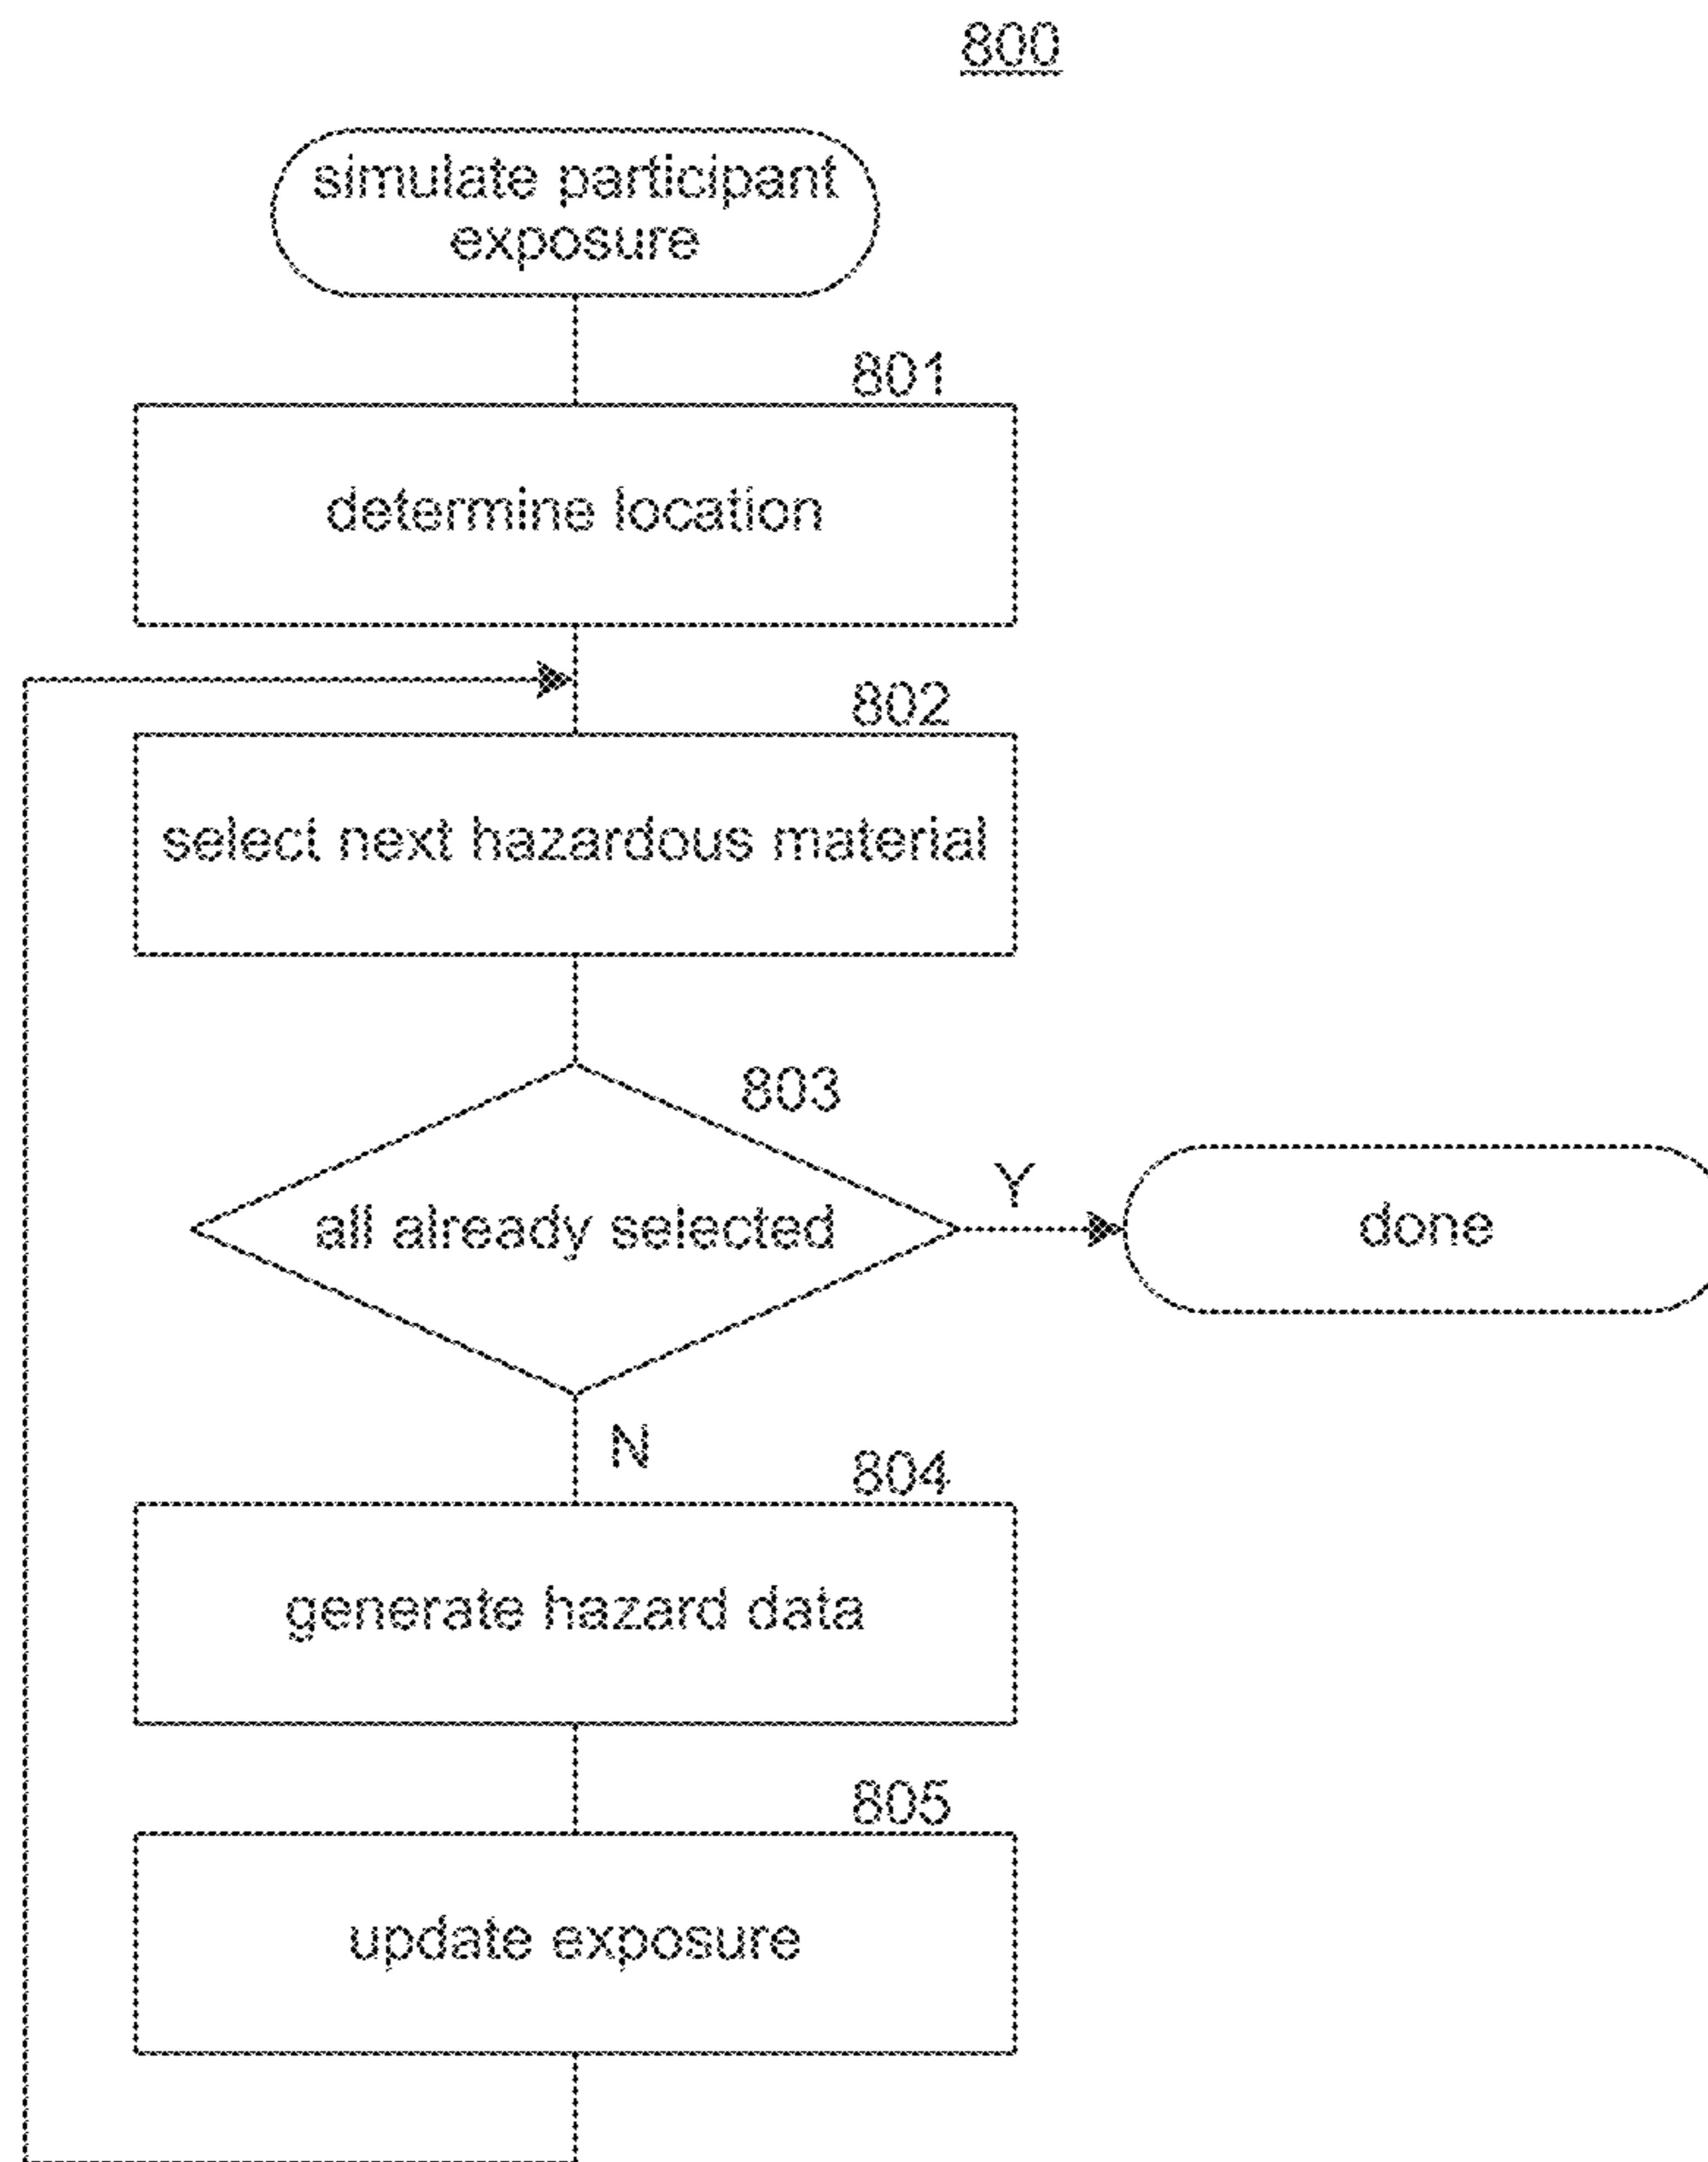 800
simulate participant
exposure
801
determine location
802
select next hazardous material
803
all already selected
Y
done
N
804
generate hazard data
805
update exposure